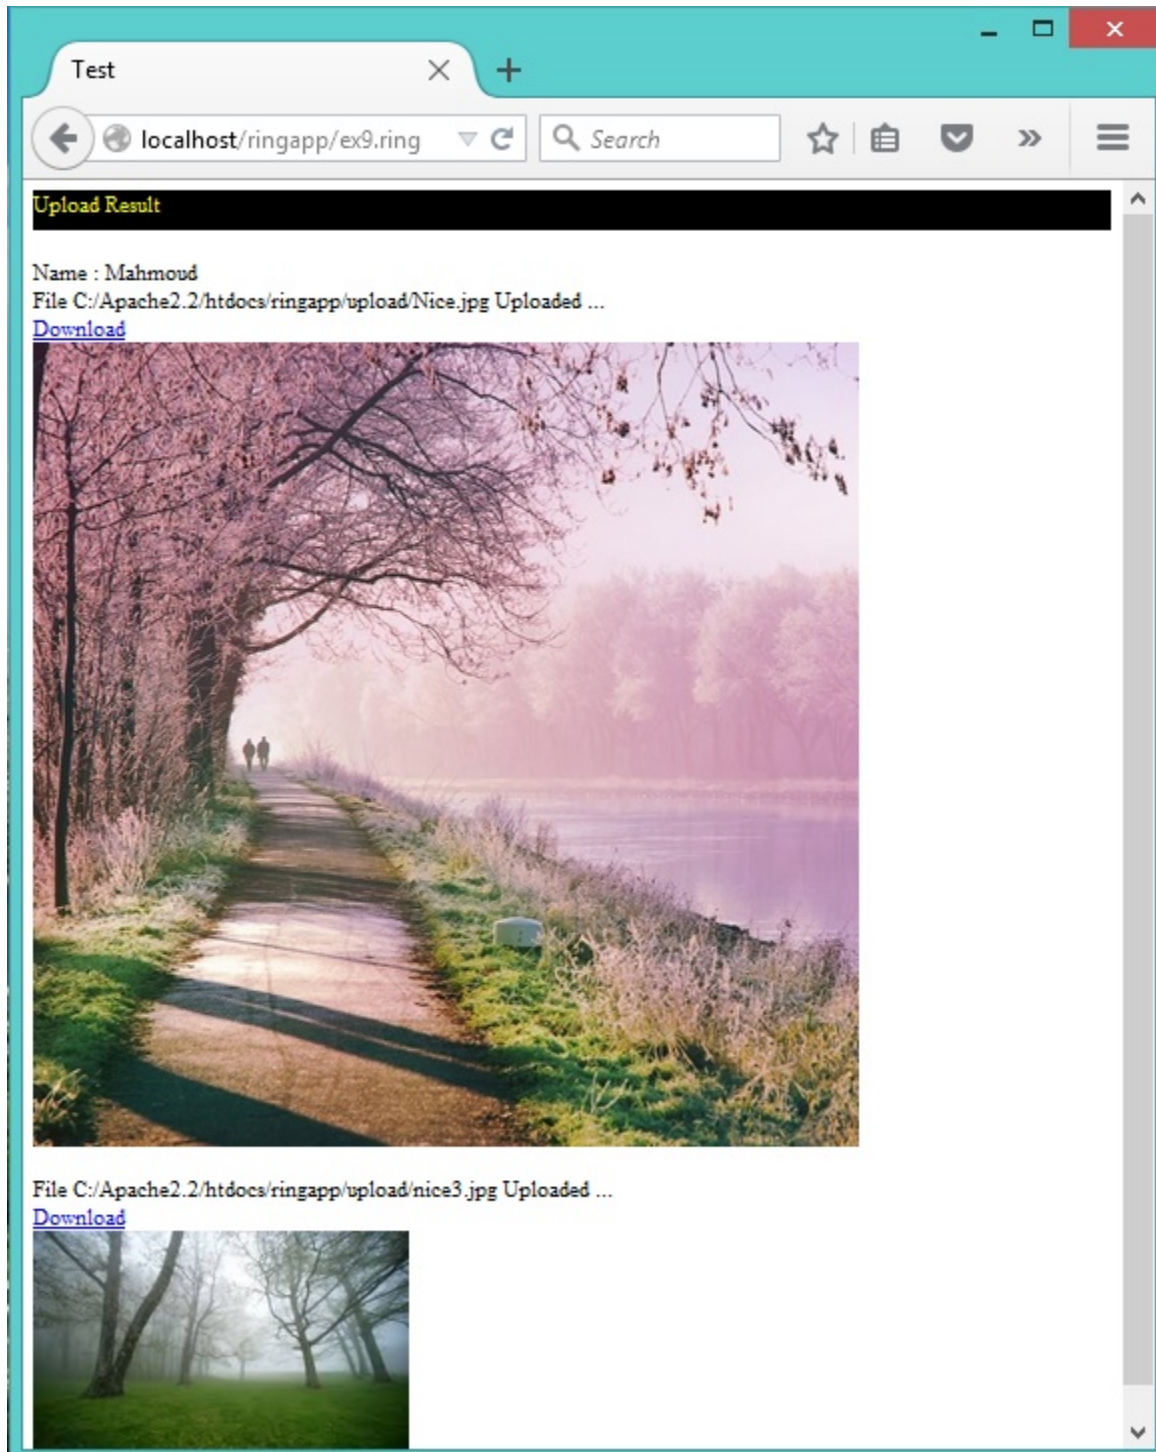 Test
localhost/ringapp/ex9.ring
Search
Upload Result
Name : Mahmoud
File C:/Apache2.2/htdocs/ringapp/upload/Nice.jpg Uploaded ...
Download
File C:/Apache2.2/htdocs/ringapp/upload/nice3.jpg Uploaded ...
Download